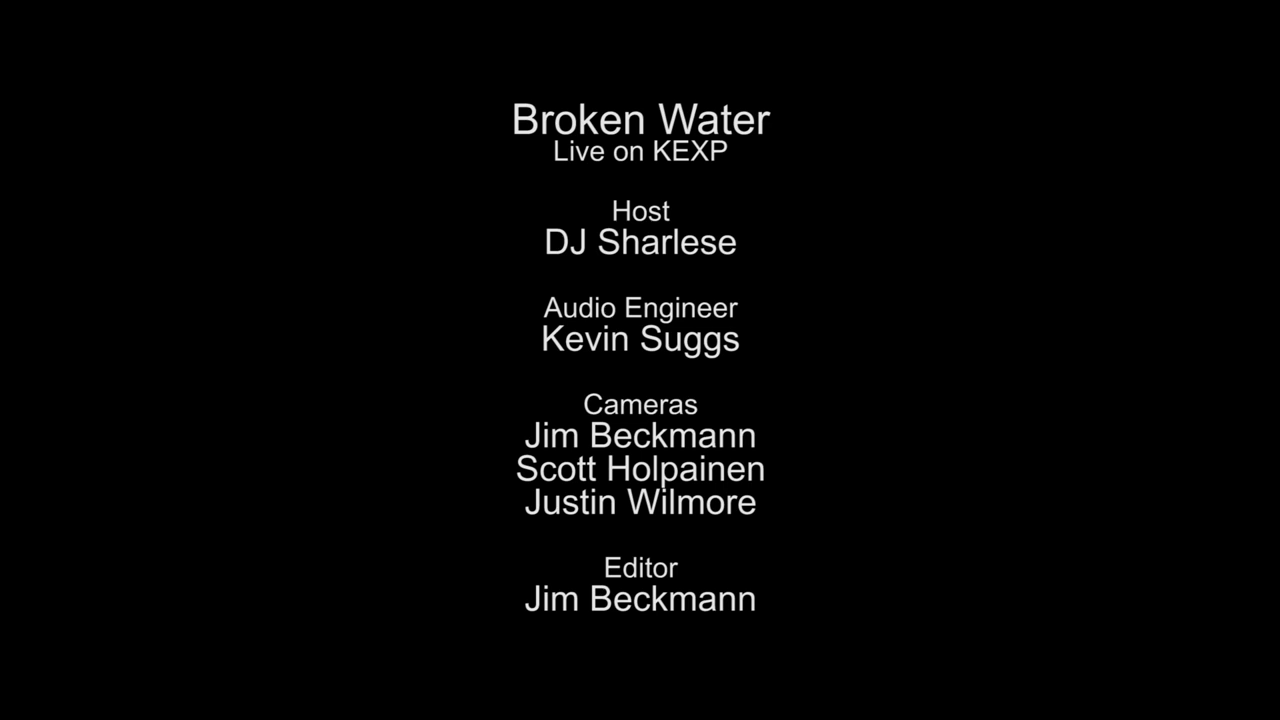 Broken Water
Live on KEXP
Host
DJ Sharlese
Audio Engineer
Kevin Suggs
Cameras
Jim Beckmann
Scott Holpainen
Justin Wilmore
Editor
Jim Beckmann